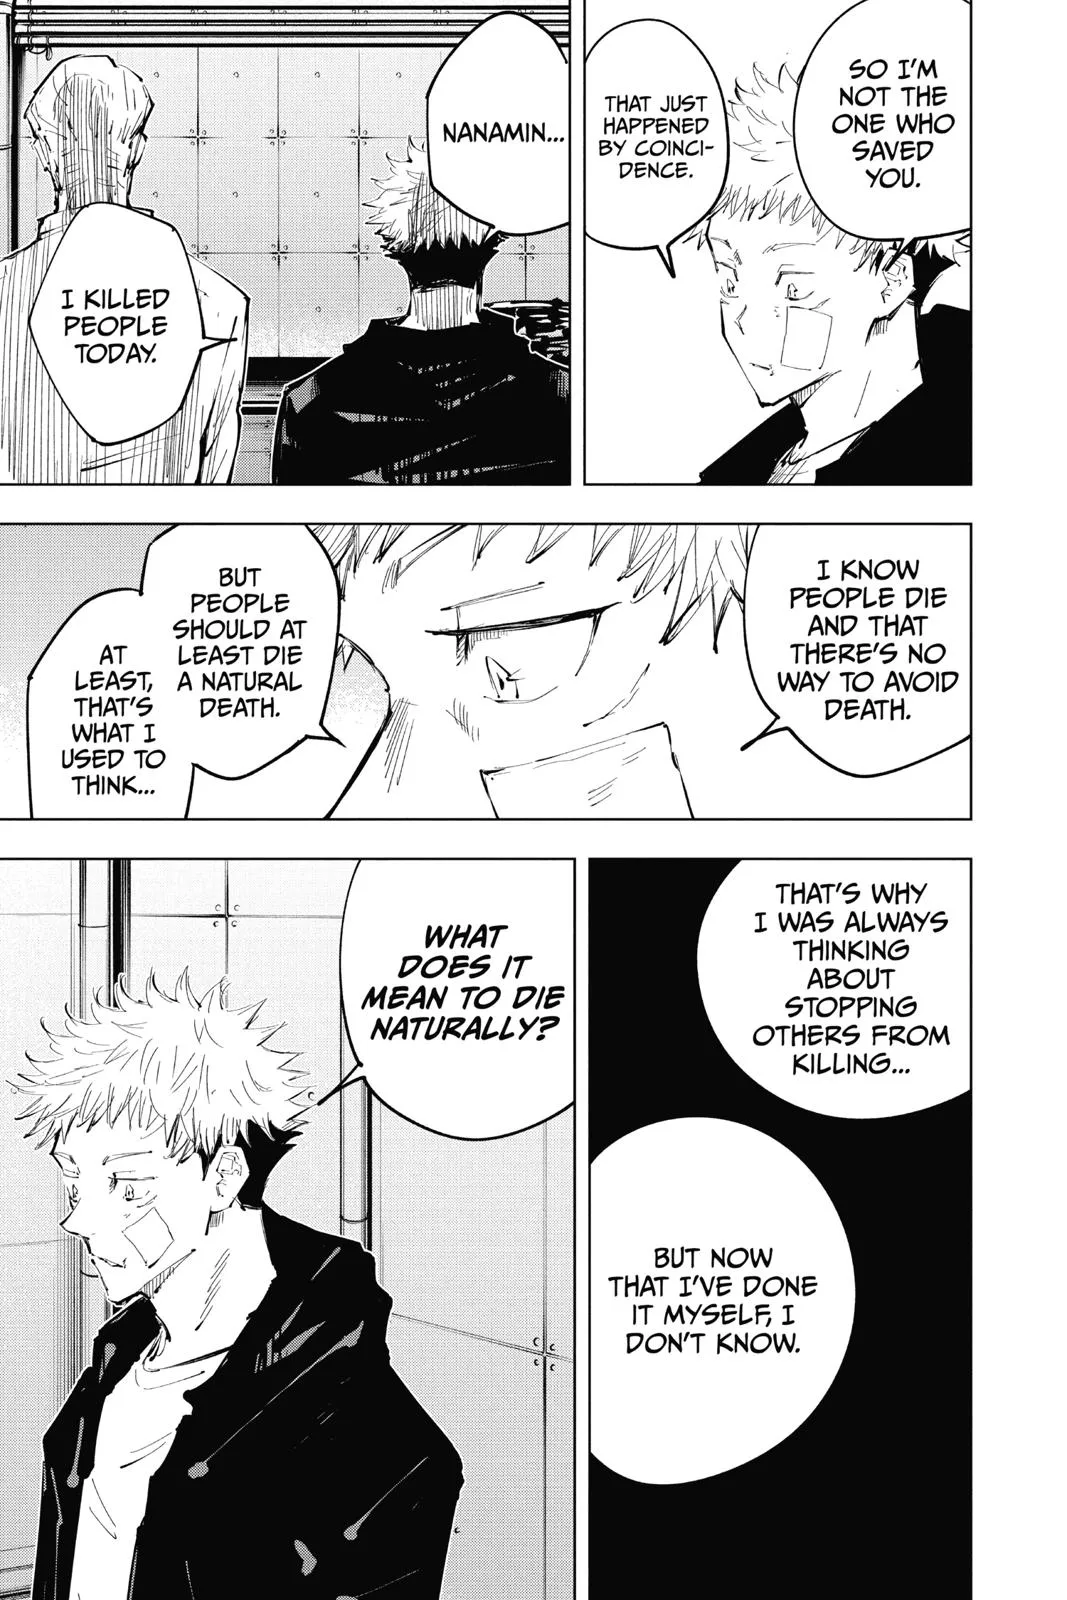 SO I'M
NOT THE
ONE WHO
SAVED
YOU.
THAT JUST
HAPPENED
BY COINCI-
DENCE.
NANAMIN...
I KILLED
PEOPLE
TODAY.
I KNOW
PEOPLE DIE
AND THAT
THERE'S NO
WAY TO AVOID
DEATH.
BUT
PEOPLE
SHOULD AT
LEAST DIE
A NATURAL
DEATH.
AT
LEAST,
THAT'S
WHAT I
USED TO
THINK...
THAT'S WHY
I WAS ALWAYS
THINKING
ABOUT
STOPPING
OTHERS FROM
KILLING...
BUT NOW
THAT I'VE DONE
IT MYSELF, I
DON'T KNOW.
WHAT
DOES IT
MEAN TO DIE
NATURALLY?